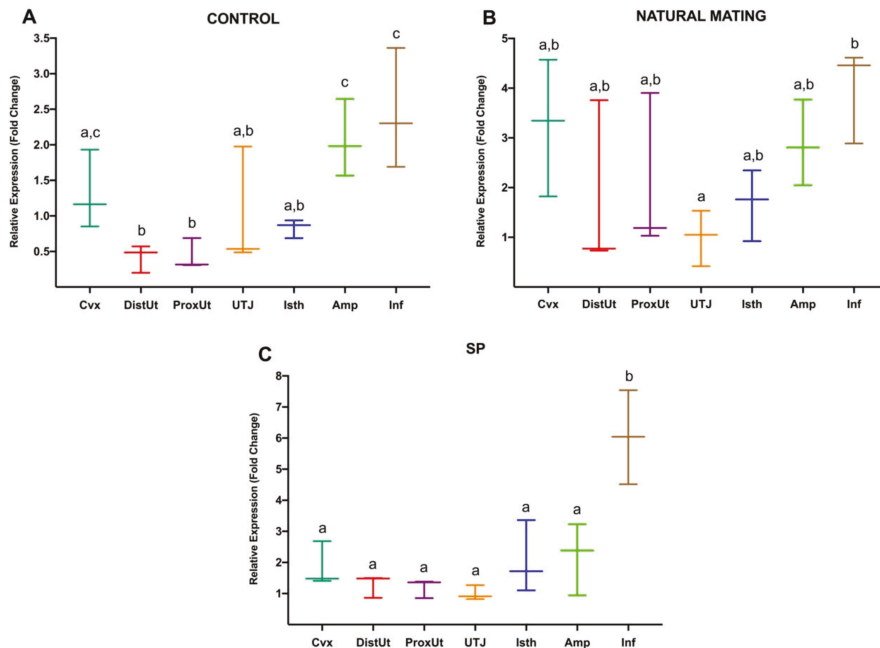 A
CONTROL
Relative Expression (Fold Change)
3.5
3.0
2.5
2.0
1.5
1.0
0.5
a,c
b
b
a,b
a,b
c
c
Cvx DistUt ProxUt UTJ Isth Amp Inf
B
NATURAL MATING
Relative Expression (Fold Change)
5
4
3
2
1
a,b
a,b
a,b
a
a,b
a,b
b
Cvx DistUt ProxUt UTJ Isth Amp Inf
C
SP
Relative Expression (Fold Change)
8
7
6
5
4
3
2
1
a
a
a
a
a
a
b
Cvx DistUt ProxUt UTJ Isth Amp Inf